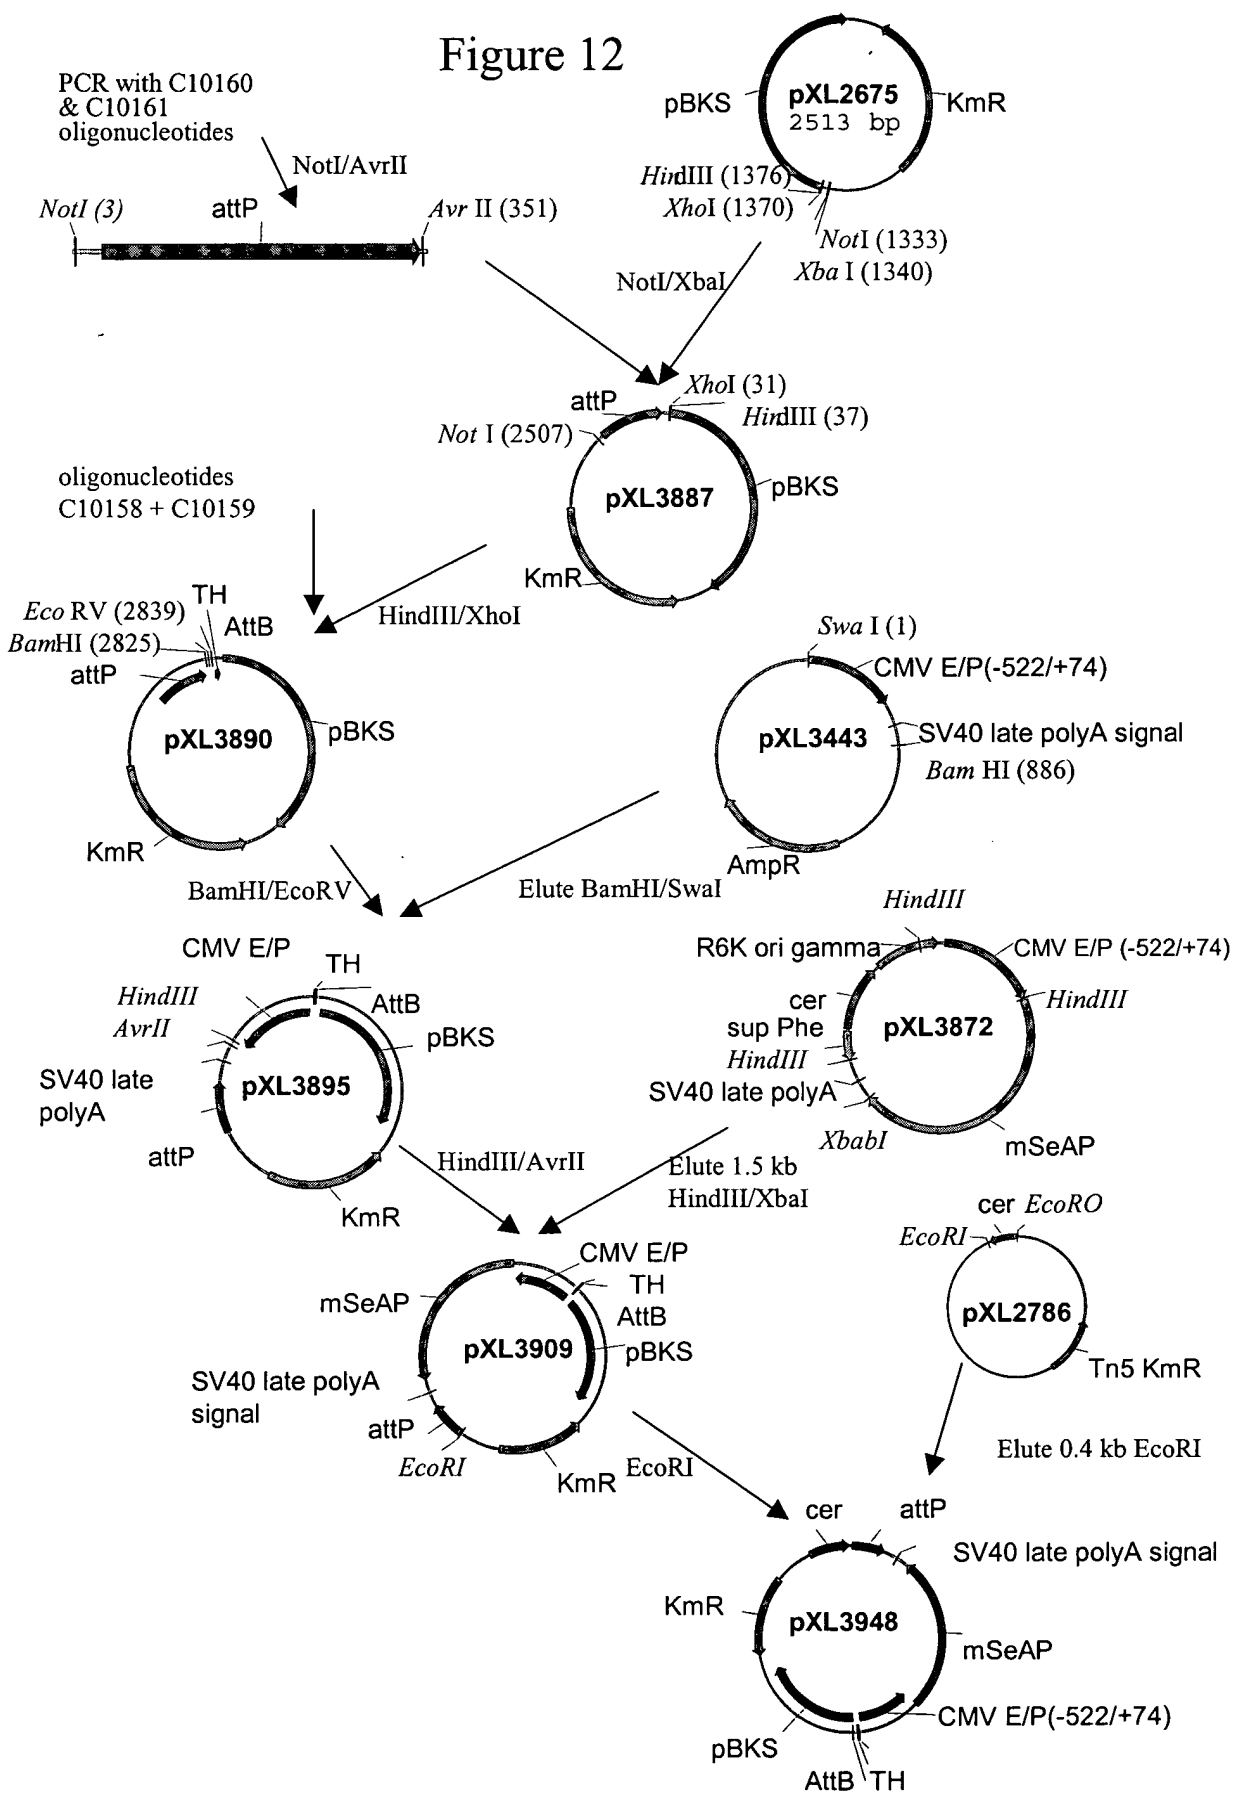 Figure 12
PCR with C10160
& C10161
oligonucleotides
NotI/AvrII
NotI (3)
attP
Avr II (351)
pBKS
pXL2675
2513 bp
KmR
HindIII (1376)
XhoI (1370)
NotI (1333)
Xba I (1340)
NotI/XbaI
attP
XhoI (31)
HindIII (37)
Not I (2507)
pXL3887
pBKS
KmR
oligonucleotides
C10158 + C10159
HindIII/XhoI
TH
Eco RV (2839)
AttB
BamHI (2825)
attP
pXL3890
pBKS
KmR
BamHI/EcoRV
Swa I (1)
CMV E/P(-522/+74)
pXL3443
SV40 late polyA signal
Bam HI (886)
AmpR
Elute BamHI/SwaI
CMV E/P
TH
HindIII
AttB
AvrII
pBKS
SV40 late
polyA
pXL3895
attP
KmR
HindIII/AvrII
HindIII
R6K ori gamma
CMV E/P (-522/+74)
cer
HindIII
sup Phe
pXL3872
HindIII
SV40 late polyA
XbabI
mSeAP
Elute 1.5 kb
HindIII/XbaI
CMV E/P
TH
mSeAP
AttB
pXL3909
pBKS
SV40 late polyA
signal
attP
EcoRI
KmR
EcoRI
cer EcoRO
EcoRI
pXL2786
Tn5 KmR
Elute 0.4 kb EcoRI
cer
attP
SV40 late polyA signal
KmR
pXL3948
mSeAP
CMV E/P(-522/+74)
pBKS
AttB
TH